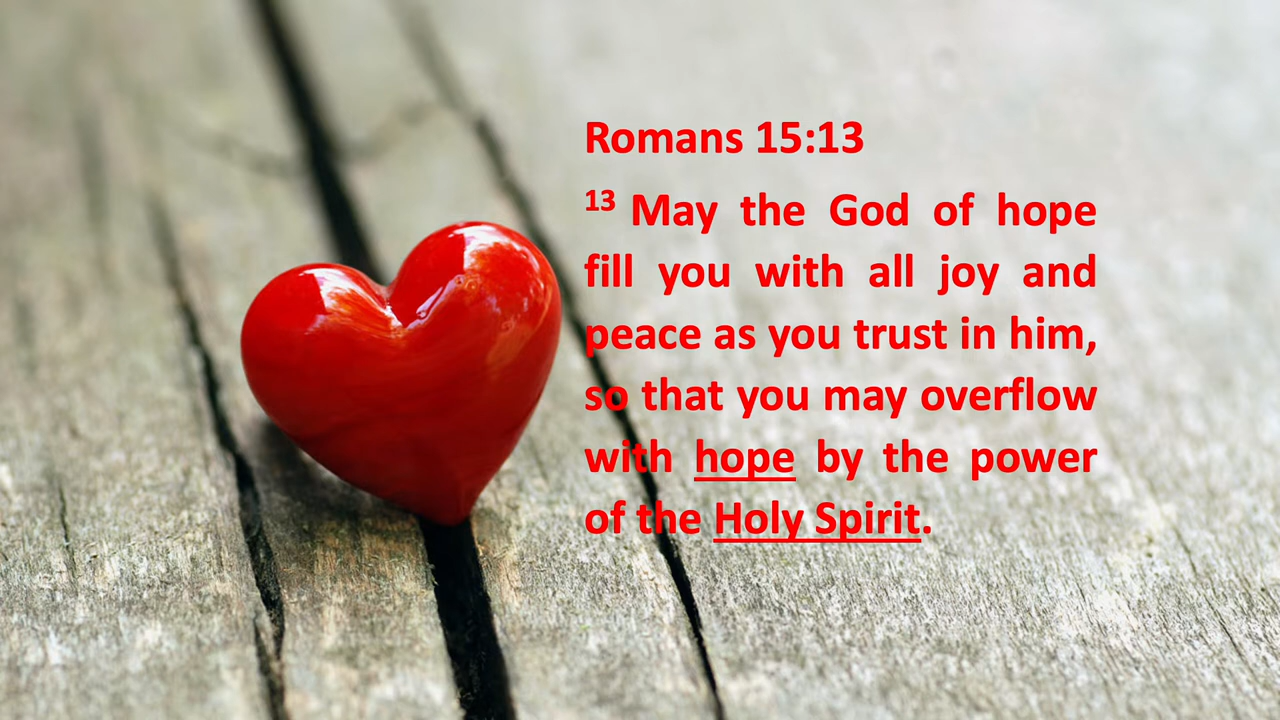 Romans 15:13
13 May the God of hope
fill you with all joy and
peace as you trust in him,
so that you may overflow
with hope by the power
of the Holy Spirit.